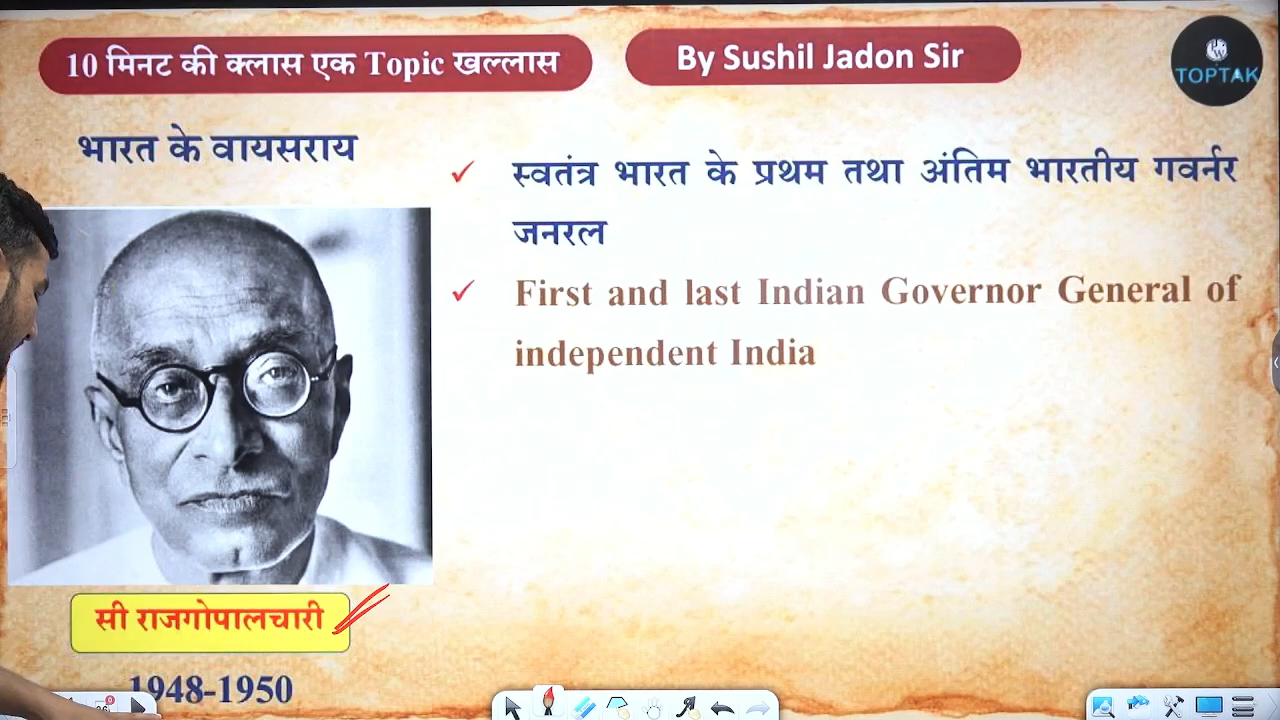 10 मिनट की क्लास एक Topic खल्लास
By Sushil Jadon Sir
TOPTAK
भारत के वायसराय
स्वतंत्र भारत के प्रथम तथा अंतिम भारतीय गवर्नर
जनरल
First and last Indian Governor General of
independent India
सी राजगोपालचारी
1948-1950